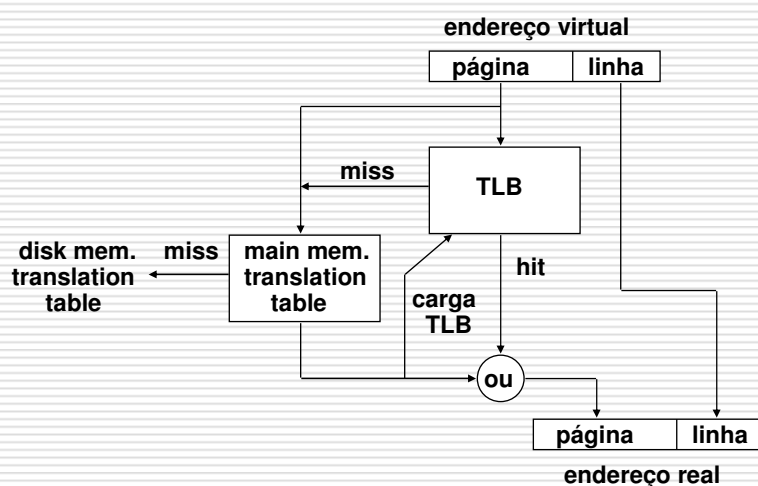 endereço virtual
página linha
miss
TLB
disk mem.
translation
table
miss
main mem.
translation
table
hit
carga
TLB
ou
página linha
endereço real